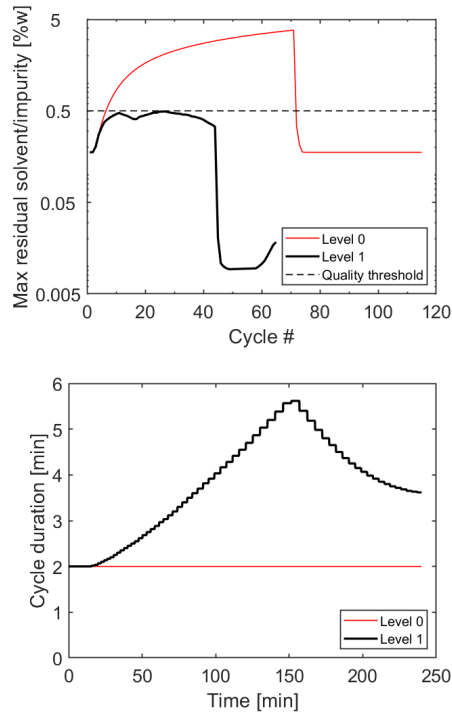 Max residual solvent/impurity [%w]
5
0.5
0.05
0.005
Level 0
Level 1
Quality threshold
0 20 40 60 80 100 120
Cycle #
Cycle duration [min]
6
5
4
3
2
1
0
Level 0
Level 1
0 50 100 150 200 250
Time [min]